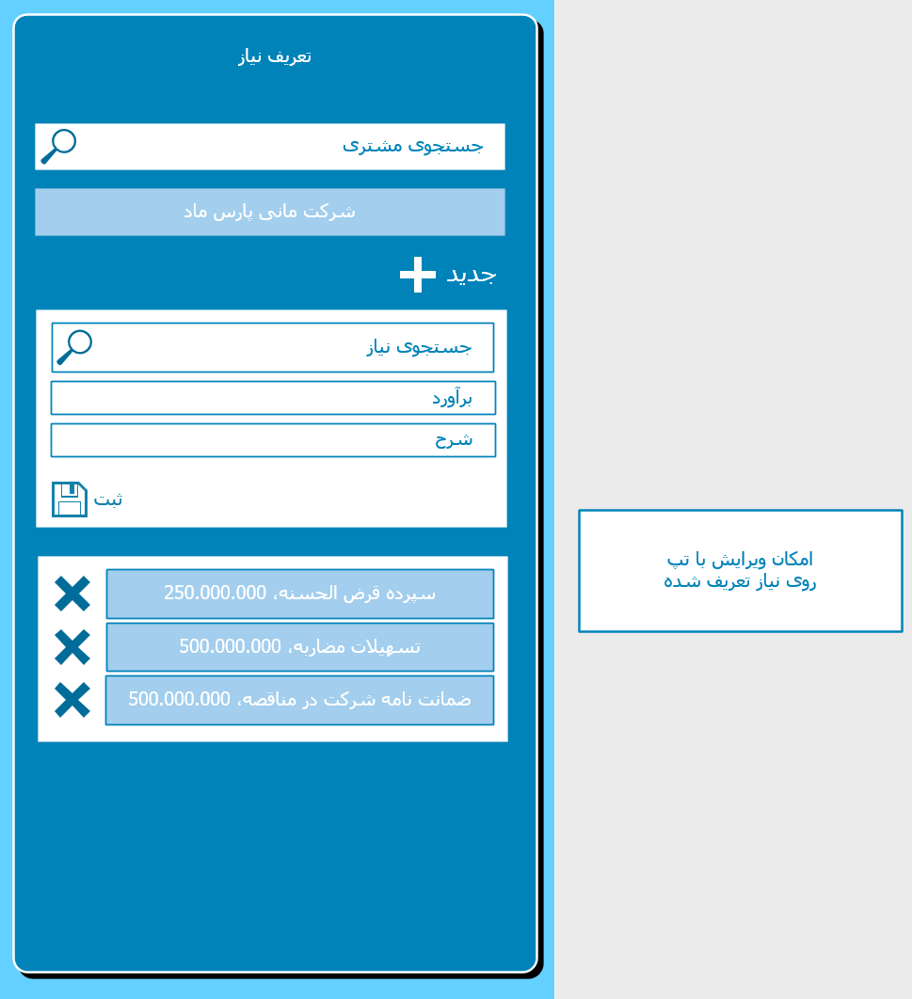 تعریف نیاز
جستجوی مشتری
شرکت مانی پارس ماد
جدید
جستجوی نیاز
برآورد
شرح
ثبت
سپرده قرض الحسنه، 250.000.000
تسهیلات مضاربه، 500.000.000
ضمانت نامه شرکت در مناقصه، 500.000.000
امکان ویرایش با تپ
روی نیاز تعریف شده